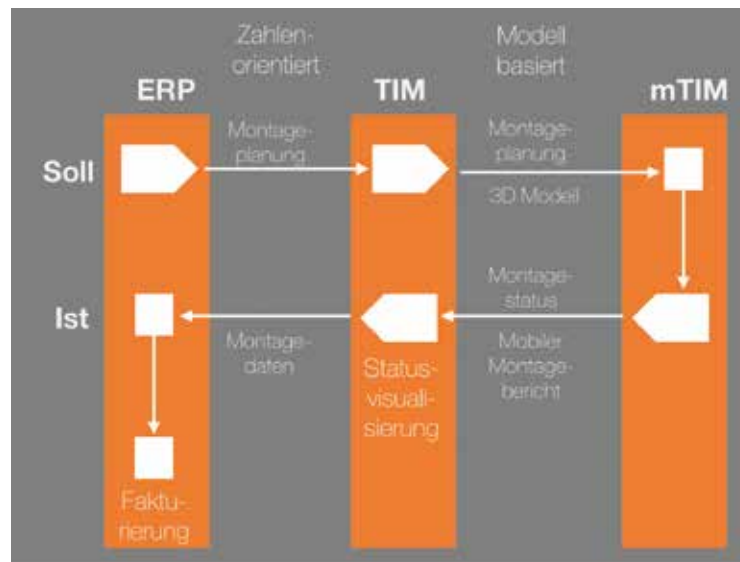 Zahlen-
orientiert
Modell
basiert
ERP
TIM
mTIM
Soll
Montage-
planung
Montage-
planung
3D Modell
Ist
Montage-
daten
Status-
visuali-
sierung
Montage-
status
Mobiler
Montage-
bericht
Faktu-
rierung